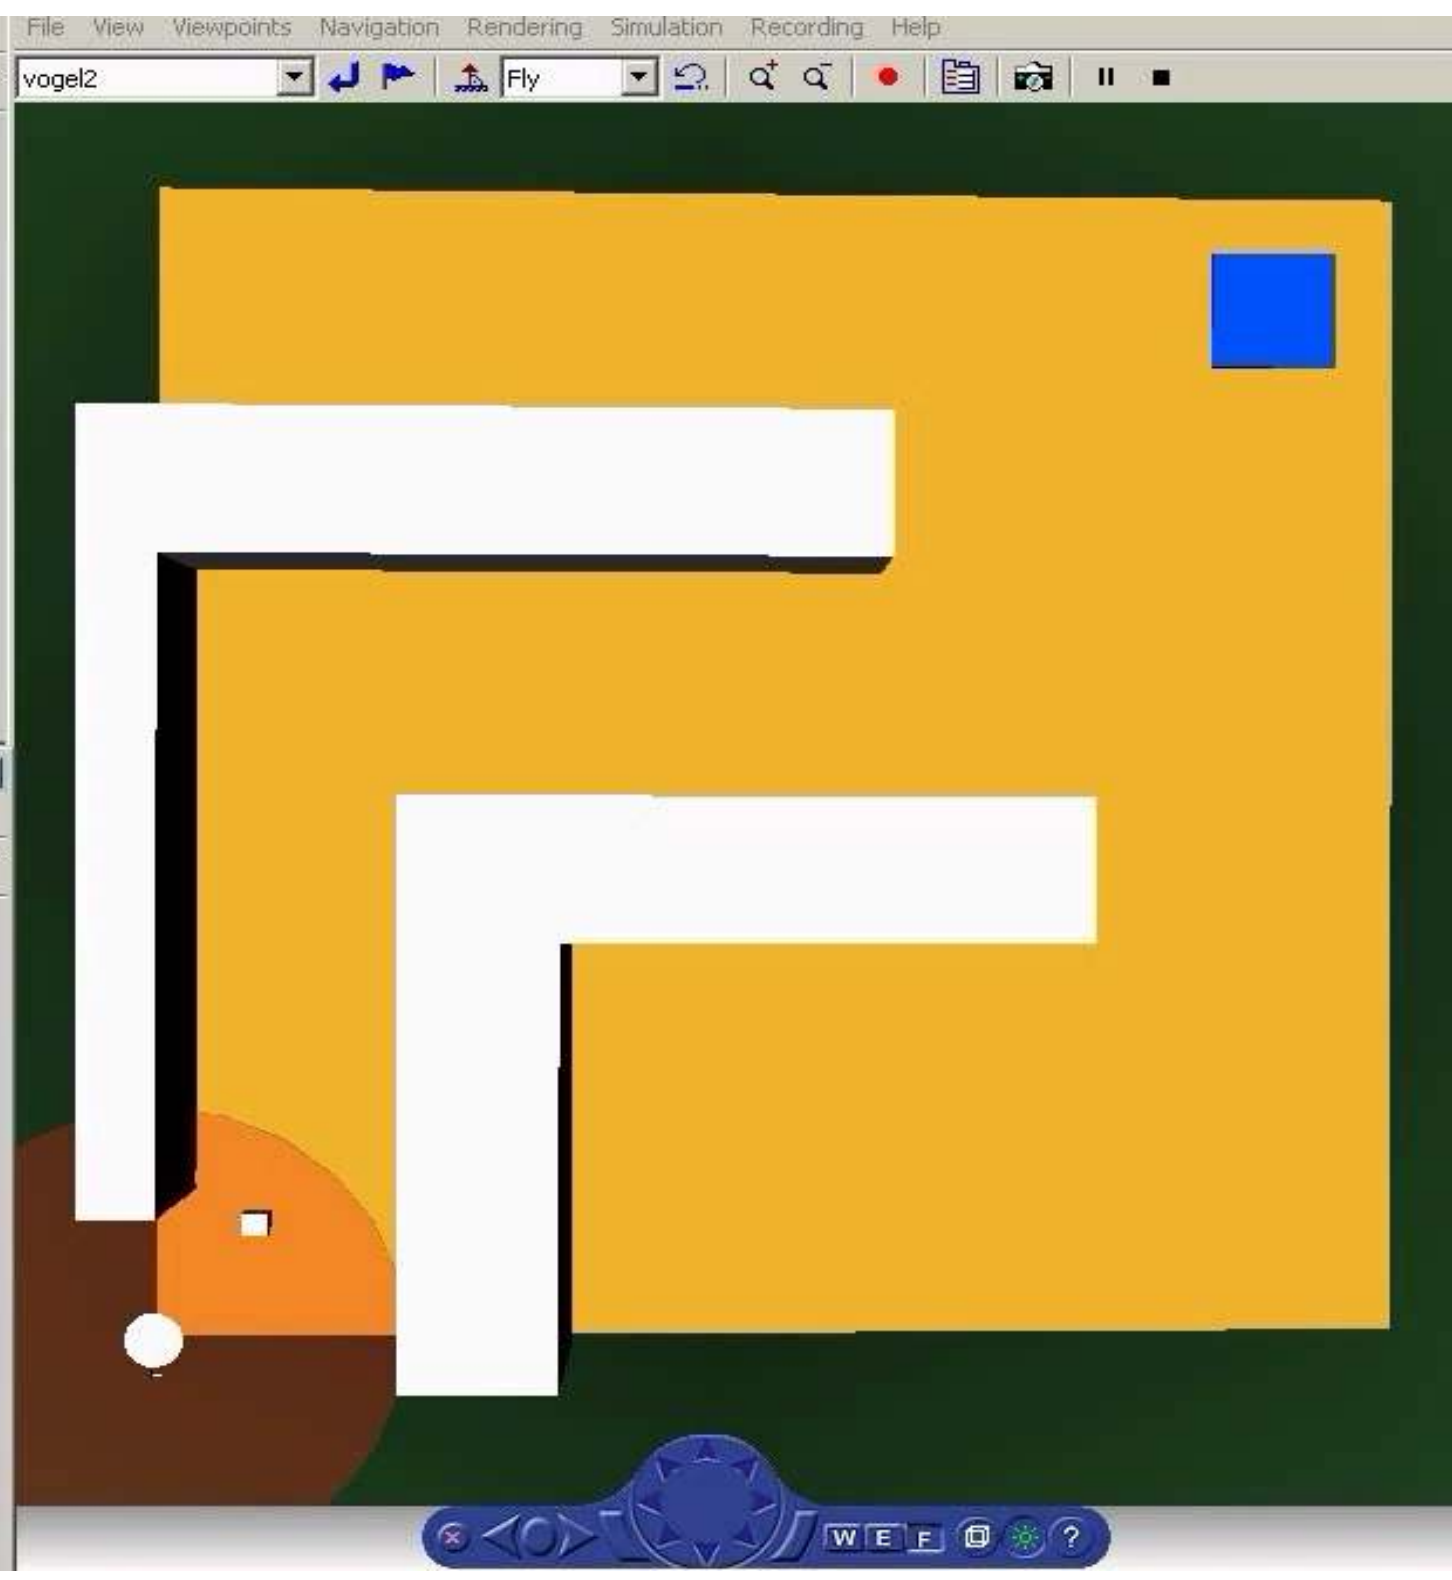 File View Viewpoints Navigation Rendering Simulation Recording Help
vogel2 Fly
W E F ?